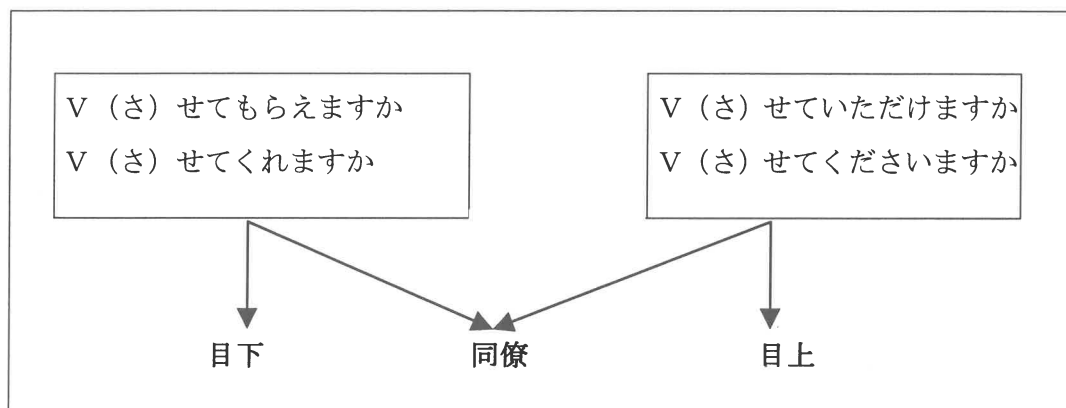 V（さ）せてもらえますか
V（さ）せてくれますか
V（さ）せていただけますか
V（さ）せてくださいますか
目下
同僚
目上